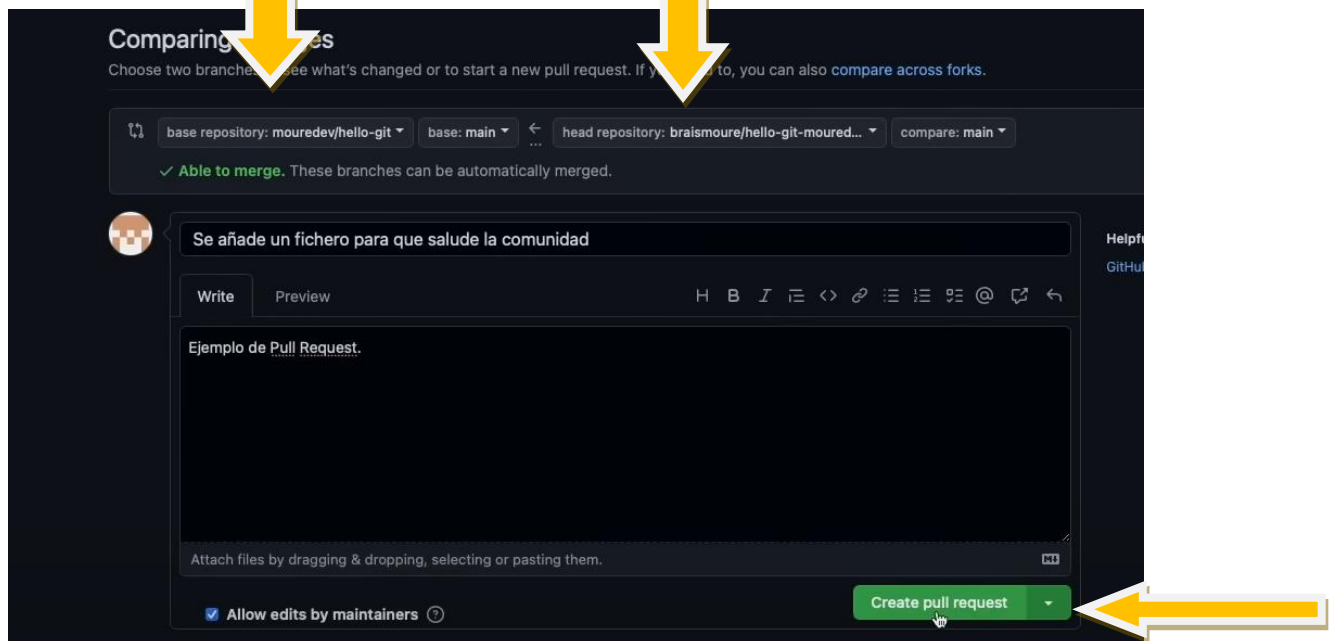 Comparing es
Choose two branches see what's changed or to start a new pull request. If y to, you can also compare across forks.
base repository: mouredev/hello-git base: main head repository: braismoure/hello-git-moured... compare: main
Able to merge. These branches can be automatically merged.
Se añade un fichero para que salude la comunidad
Helpf
GitHu
Write Preview H B I
Ejemplo de Pull Request.
Attach files by dragging & dropping, selecting or pasting them.
Create pull request
Allow edits by maintainers ?